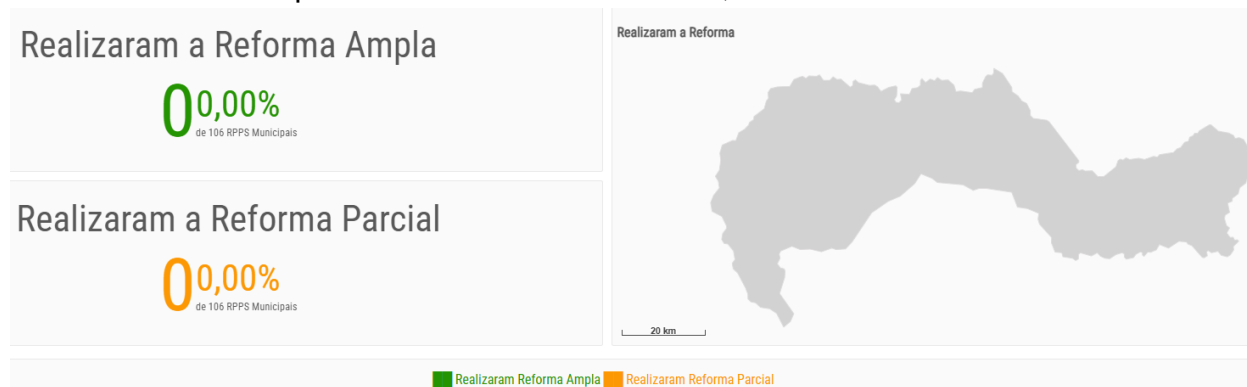 Realizaram a Reforma Ampla
0 0,00%
de 106 RPPS Municipais
Realizaram a Reforma Parcial
0 0,00%
de 106 RPPS Municipais
Realizaram a Reforma
20 km
Realizaram Reforma Ampla Realizaram Reforma Parcial